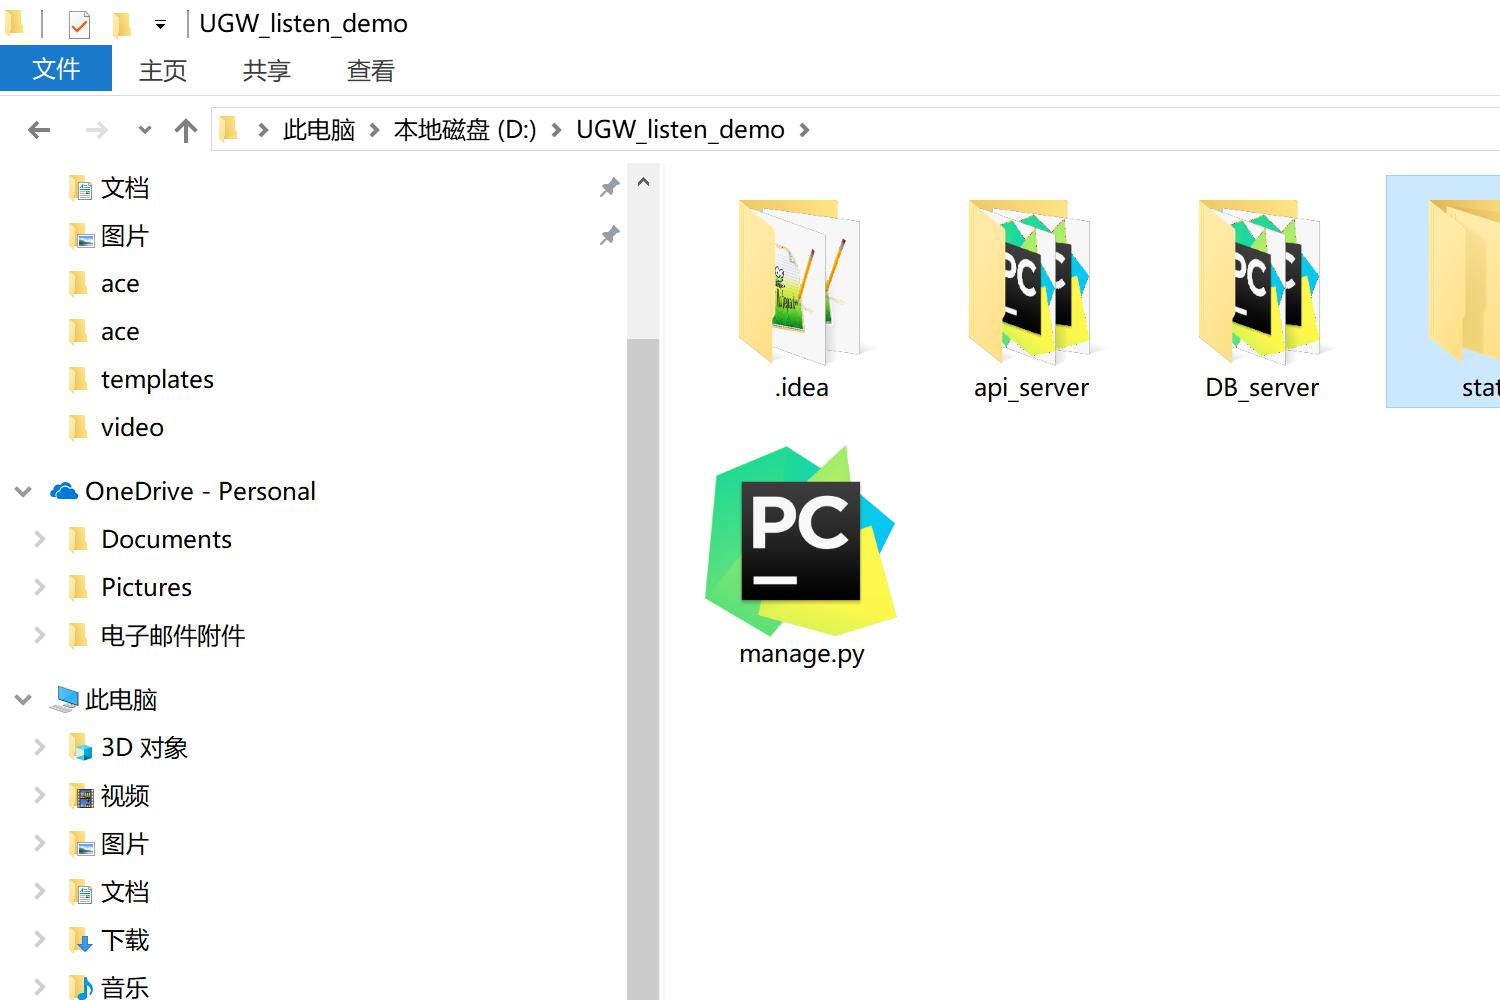 UGW_listen_demo
文件 主页 共享 查看
此电脑 本地磁盘 (D:) UGW_listen_demo
文档
图片
ace
ace
templates
video
OneDrive - Personal
Documents
Pictures
电子邮件附件
此电脑
3D 对象
视频
图片
文档
下载
音乐
.idea
api_server
DB_server
stat
PC
manage.py